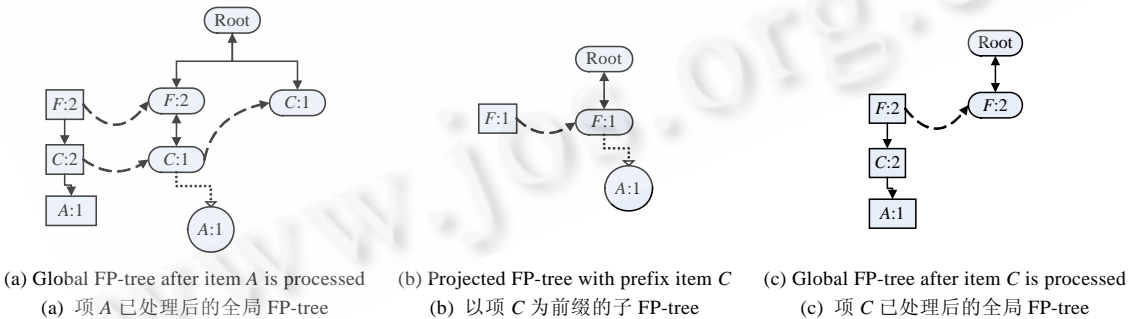 Root
F:2
F:2
C:1
C:2
C:1
A:1
A:1
Root
F:1
F:1
A:1
Root
F:2
F:2
C:2
A:1
www.jos.org.
(a) Global FP-tree after item A is processed
(a) 项 A 已处理后的全局 FP-tree
(b) Projected FP-tree with prefix item C
(b) 以项 C 为前缀的子 FP-tree
(c) Global FP-tree after item C is processed
(c) 项 C 已处理后的全局 FP-tree